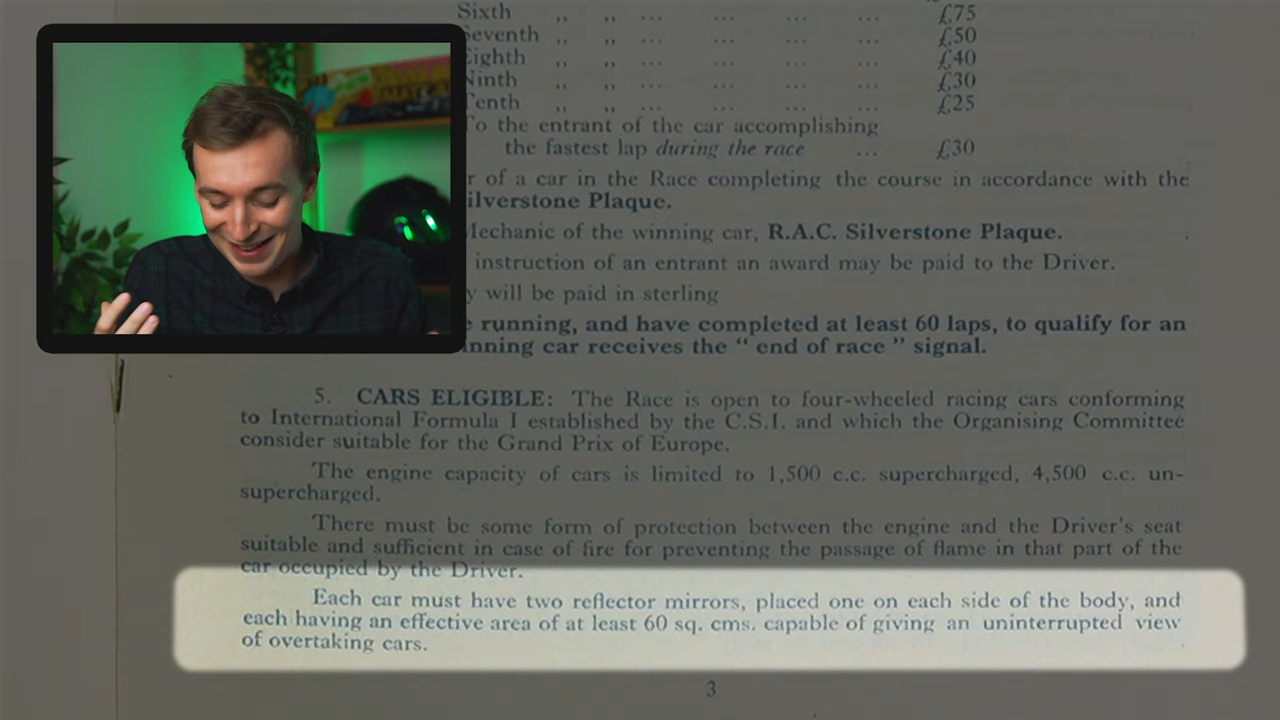 Sixth ,, ,, ... ... ... ... £75
Seventh ,, ,, ... ... ... ... £50
Eighth ,, ,, ... ... ... ... £40
Ninth ,, ,, ... ... ... ... £30
Tenth ,, ,, ... ... ... ... £25
To the entrant of the car accomplishing
the fastest lap during the race ... £30
r of a car in the Race completing the course in accordance with the
ilverstone Plaque.
Mechanic of the winning car, R.A.C. Silverstone Plaque.
instruction of an entrant an award may be paid to the Driver.
y will be paid in sterling
e running, and have completed at least 60 laps, to qualify for an
nning car receives the “ end of race ” signal.
5. CARS ELIGIBLE: The Race is open to four-wheeled racing cars conforming
to International Formula I established by the C.S.I. and which the Organising Committee
consider suitable for the Grand Prix of Europe.
The engine capacity of cars is limited to 1,500 c.c. supercharged, 4,500 c.c. un-
supercharged.
There must be some form of protection between the engine and the Driver's seat
suitable and sufficient in case of fire for preventing the passage of flame in that part of the
car occupied by the Driver.
Each car must have two reflector mirrors, placed one on each side of the body, and
each having an effective area of at least 60 sq. cms. capable of giving an uninterrupted view
of overtaking cars.
3